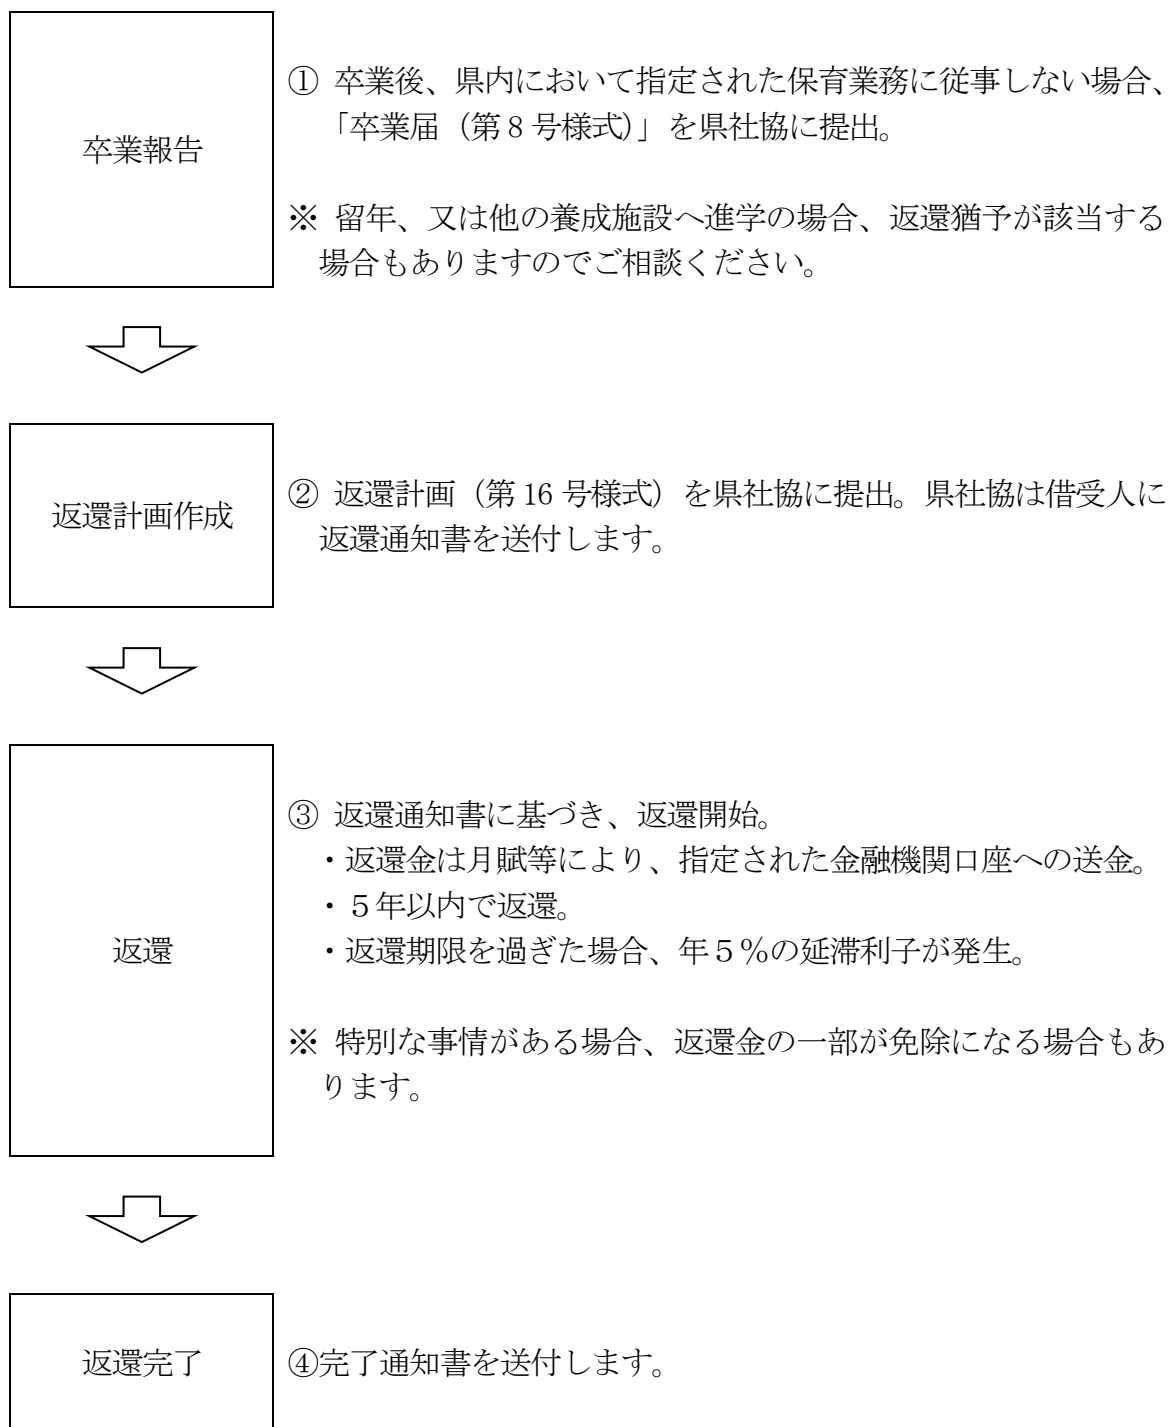 卒業報告
① 卒業後、県内において指定された保育業務に従事しない場合、
「卒業届（第８号様式）」を県社協に提出。
※ 留年、又は他の養成施設へ進学の場合、返還猶予が該当する
場合もありますのでご相談ください。
返還計画作成
② 返還計画（第 16 号様式）を県社協に提出。県社協は借受人に
返還通知書を送付します。
返還
③ 返還通知書に基づき、返還開始。
・返還金は月賦等により、指定された金融機関口座への送金。
・５年以内で返還。
・返還期限を過ぎた場合、年５％の延滞利子が発生。
※ 特別な事情がある場合、返還金の一部が免除になる場合もあ
ります。
返還完了
④完了通知書を送付します。